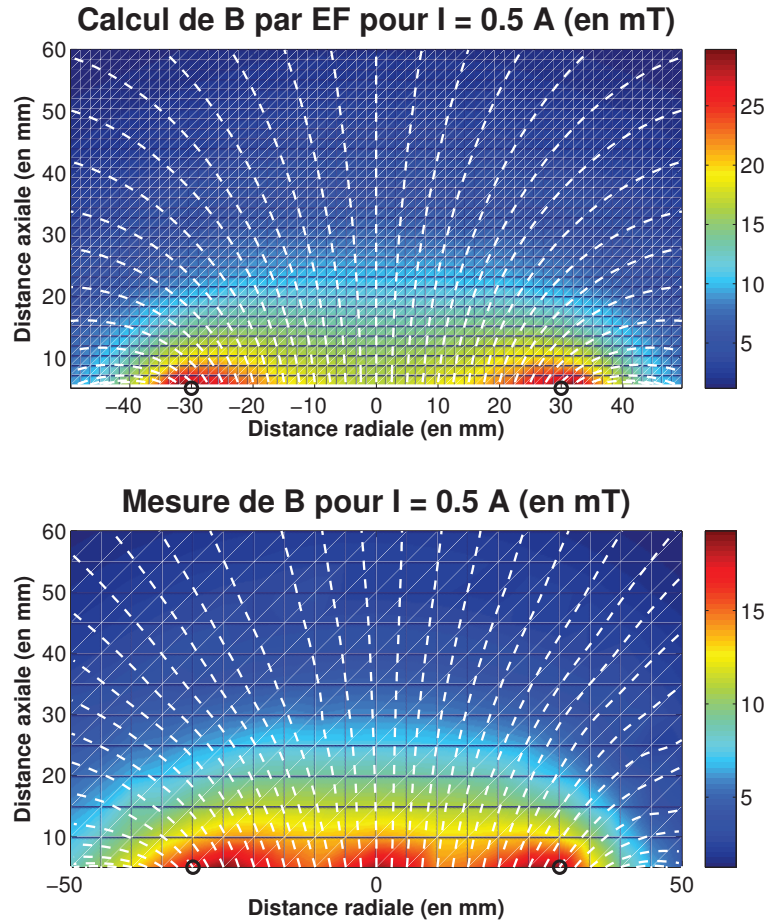 Calcul de B par EF pour I = 0.5 A (en mT)
Distance axiale (en mm)
60
50
40
30
20
10
−40 −30 −20 −10 0 10 20 30 40
Distance radiale (en mm)
25
20
15
10
5
Mesure de B pour I = 0.5 A (en mT)
Distance axiale (en mm)
60
50
40
30
20
10
−50 0 50
Distance radiale (en mm)
15
10
5